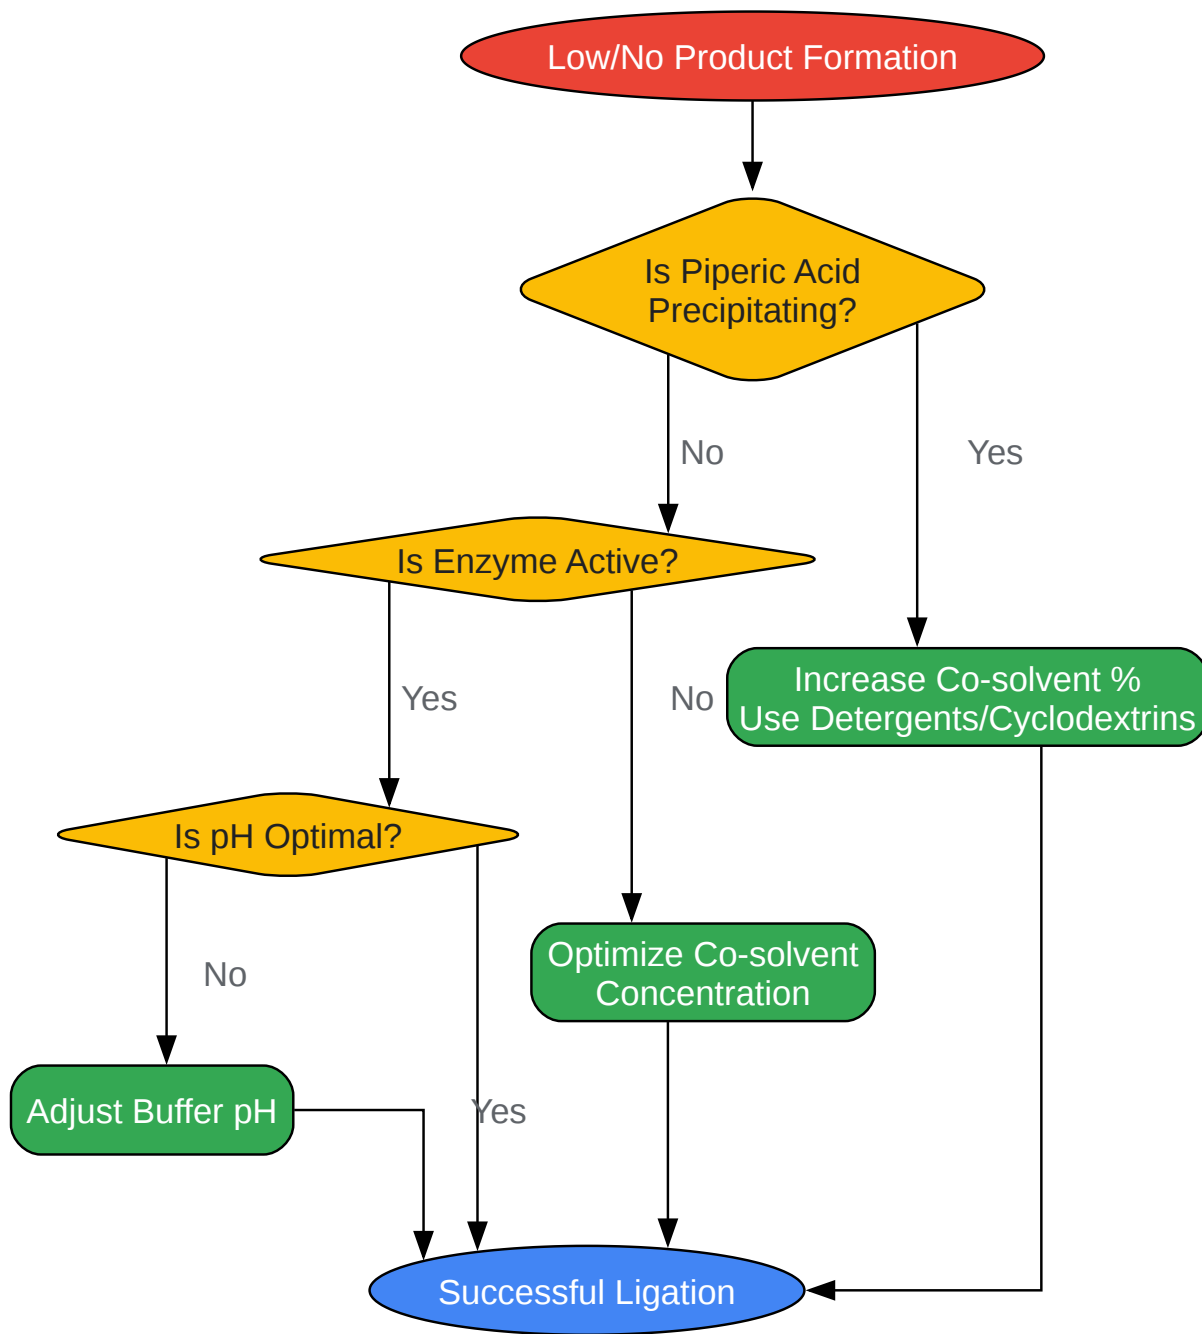 Low/No Product Formation
Is Piperic Acid
Precipitating?
No
Yes
Is Enzyme Active?
Yes
No
Increase Co-solvent %
Use Detergents/Cyclodextrins
Is pH Optimal?
No
Optimize Co-solvent
Concentration
Adjust Buffer pH
Yes
Successful Ligation